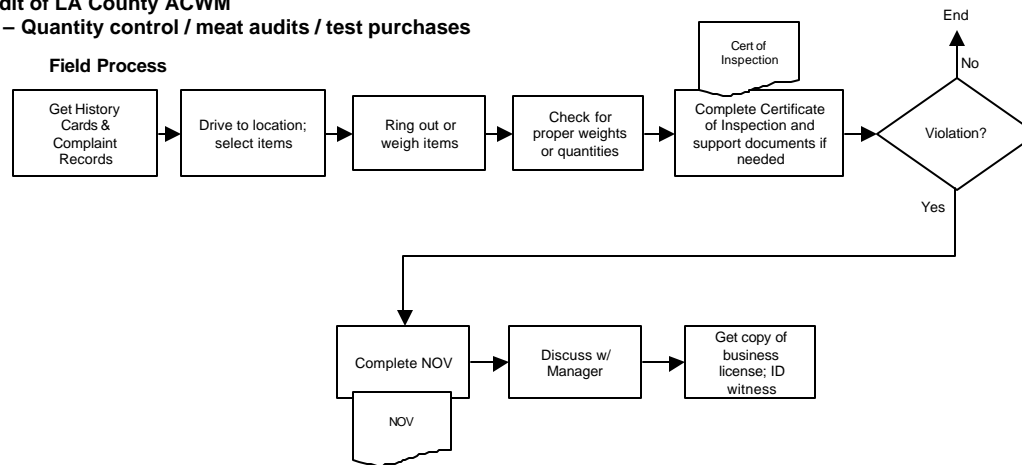 dit of LA County ACWM
– Quantity control / meat audits / test purchases
Field Process
Get History
Cards &
Complaint
Records
Drive to location;
select items
Ring out or
weigh items
Check for
proper weights
or quantities
Cert of
Inspection
Complete Certificate
of Inspection and
support documents if
needed
Violation?
End
No
Yes
Complete NOV
NOV
Discuss w/
Manager
Get copy of
business
license; ID
witness